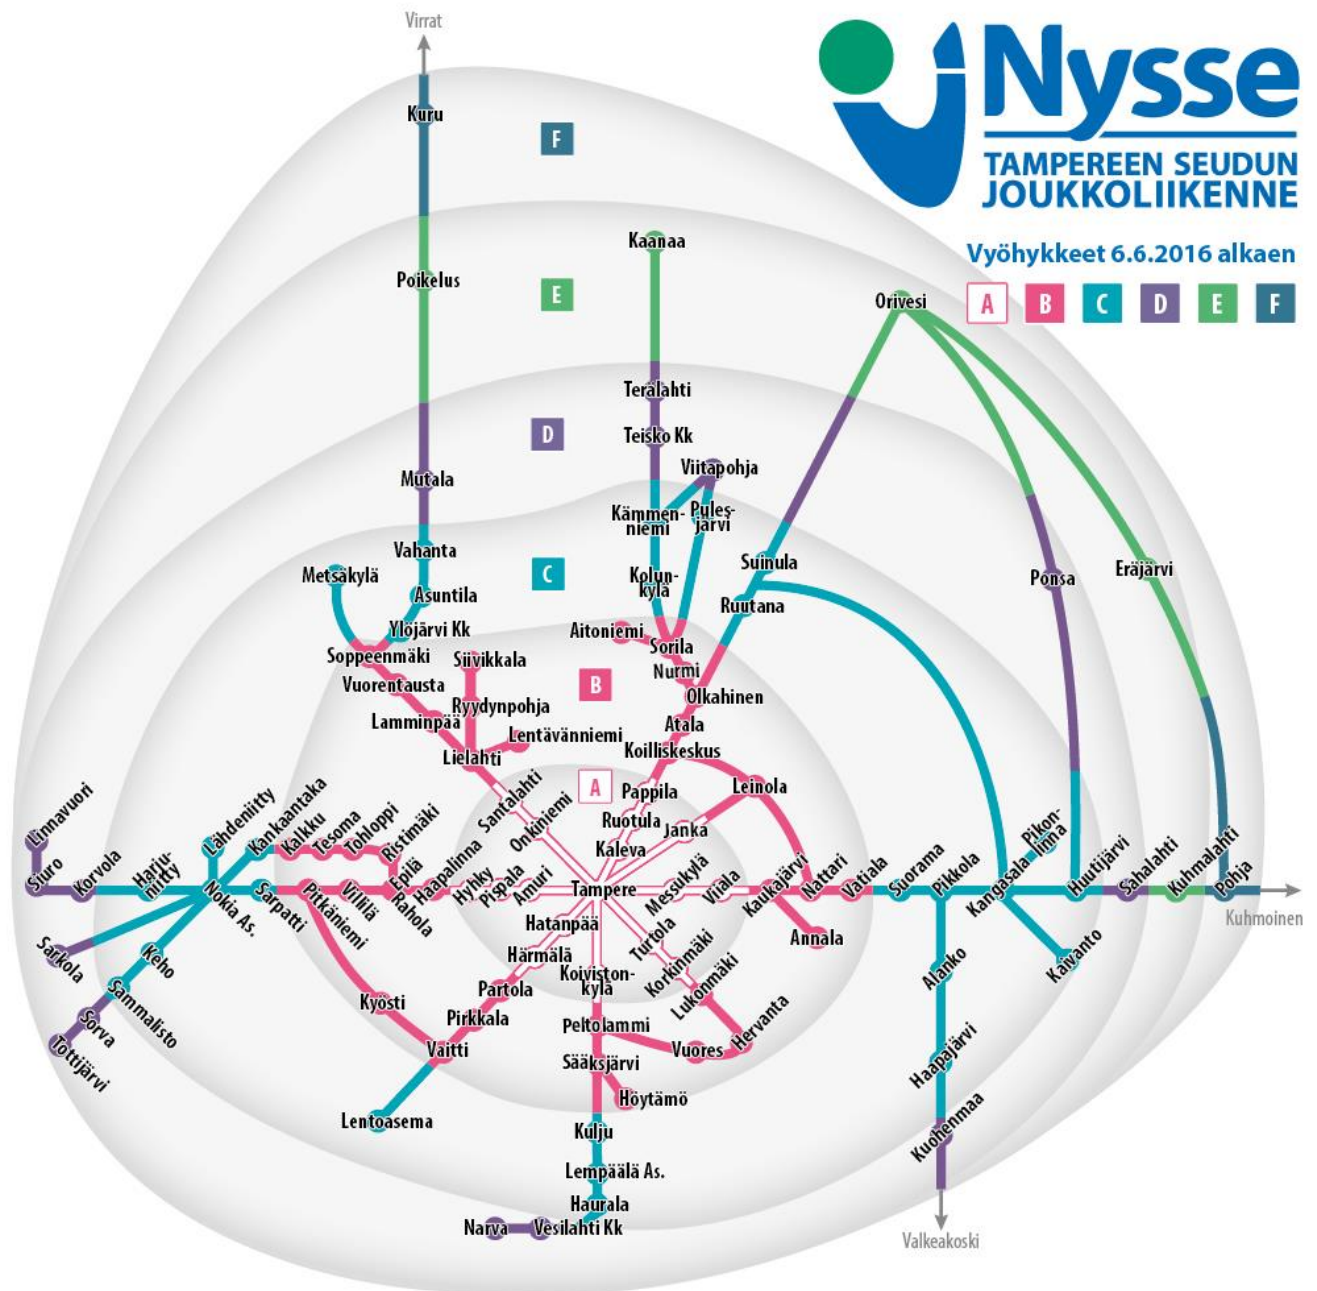 Virrat
Nysse
TAMPEREEN SEUDUN
JOUKKOLIIKENNE
Vyöhykkeet 6.6.2016 alkaen
A B C D E F
Kuru
F
Kaanaa
Poikelus
E
Orivesi
Terälahti
D
Teisko Kk
Viitapohja
Mutala
Kämmen-
niemi
Pules-
järvi
Vahanta
Suinula
Metsäkylä
C
Kolun-
kylä
Ponsa
Eräjärvi
Asuntila
Ruutana
Ylöjärvi Kk
Aitoniemi
Sorila
Soppeenmäki
Siivikkala
Nurmi
Vuorentausta
B
Olkahinen
Ryydynpohja
Lamminpää
Atala
Lentävänniemi
Koilliskeskus
Lielahti
A
Leinola
Pappila
Santalahti
Onkiniemi
Ruotula
Janka
Kaleva
Linnavuori
Siuro
Korvola
Harju-
niitty
Lähdeniitty
Nokia As.
Kankaantaka
Kalkku
Tesoma
Tohloppi
Ristimäki
Epilä
Haapalinna
Hyhky
Pispala
Amuri
Tampere
Messukylä
Viiala
Kaukajärvi
Nattari
Vatiala
Suorama
Pikkola
Kangasala
Pikon-
linna
Huutijärvi
Sahalahti
Kuhmalahti
Pohja
Kuhmoinen
Sarpatti
Pitkäniemi
Villilä
Rahola
Annala
Hatanpää
Turtola
Särkola
Keho
Härmälä
Korkinmäki
Kaivanto
Alanko
Koiviston-
kylä
Lukonmäki
Sammalisto
Partola
Kyösti
Sorva
Pirkkala
Peltolammi
Hervanta
Tottijärvi
Vaitti
Vuores
Sääksjärvi
Haapajärvi
Höytämö
Lentoasema
Kulju
Kuohenmaa
Lempäälä As.
Haurala
Narva
Vesilahti Kk
Valkeakoski